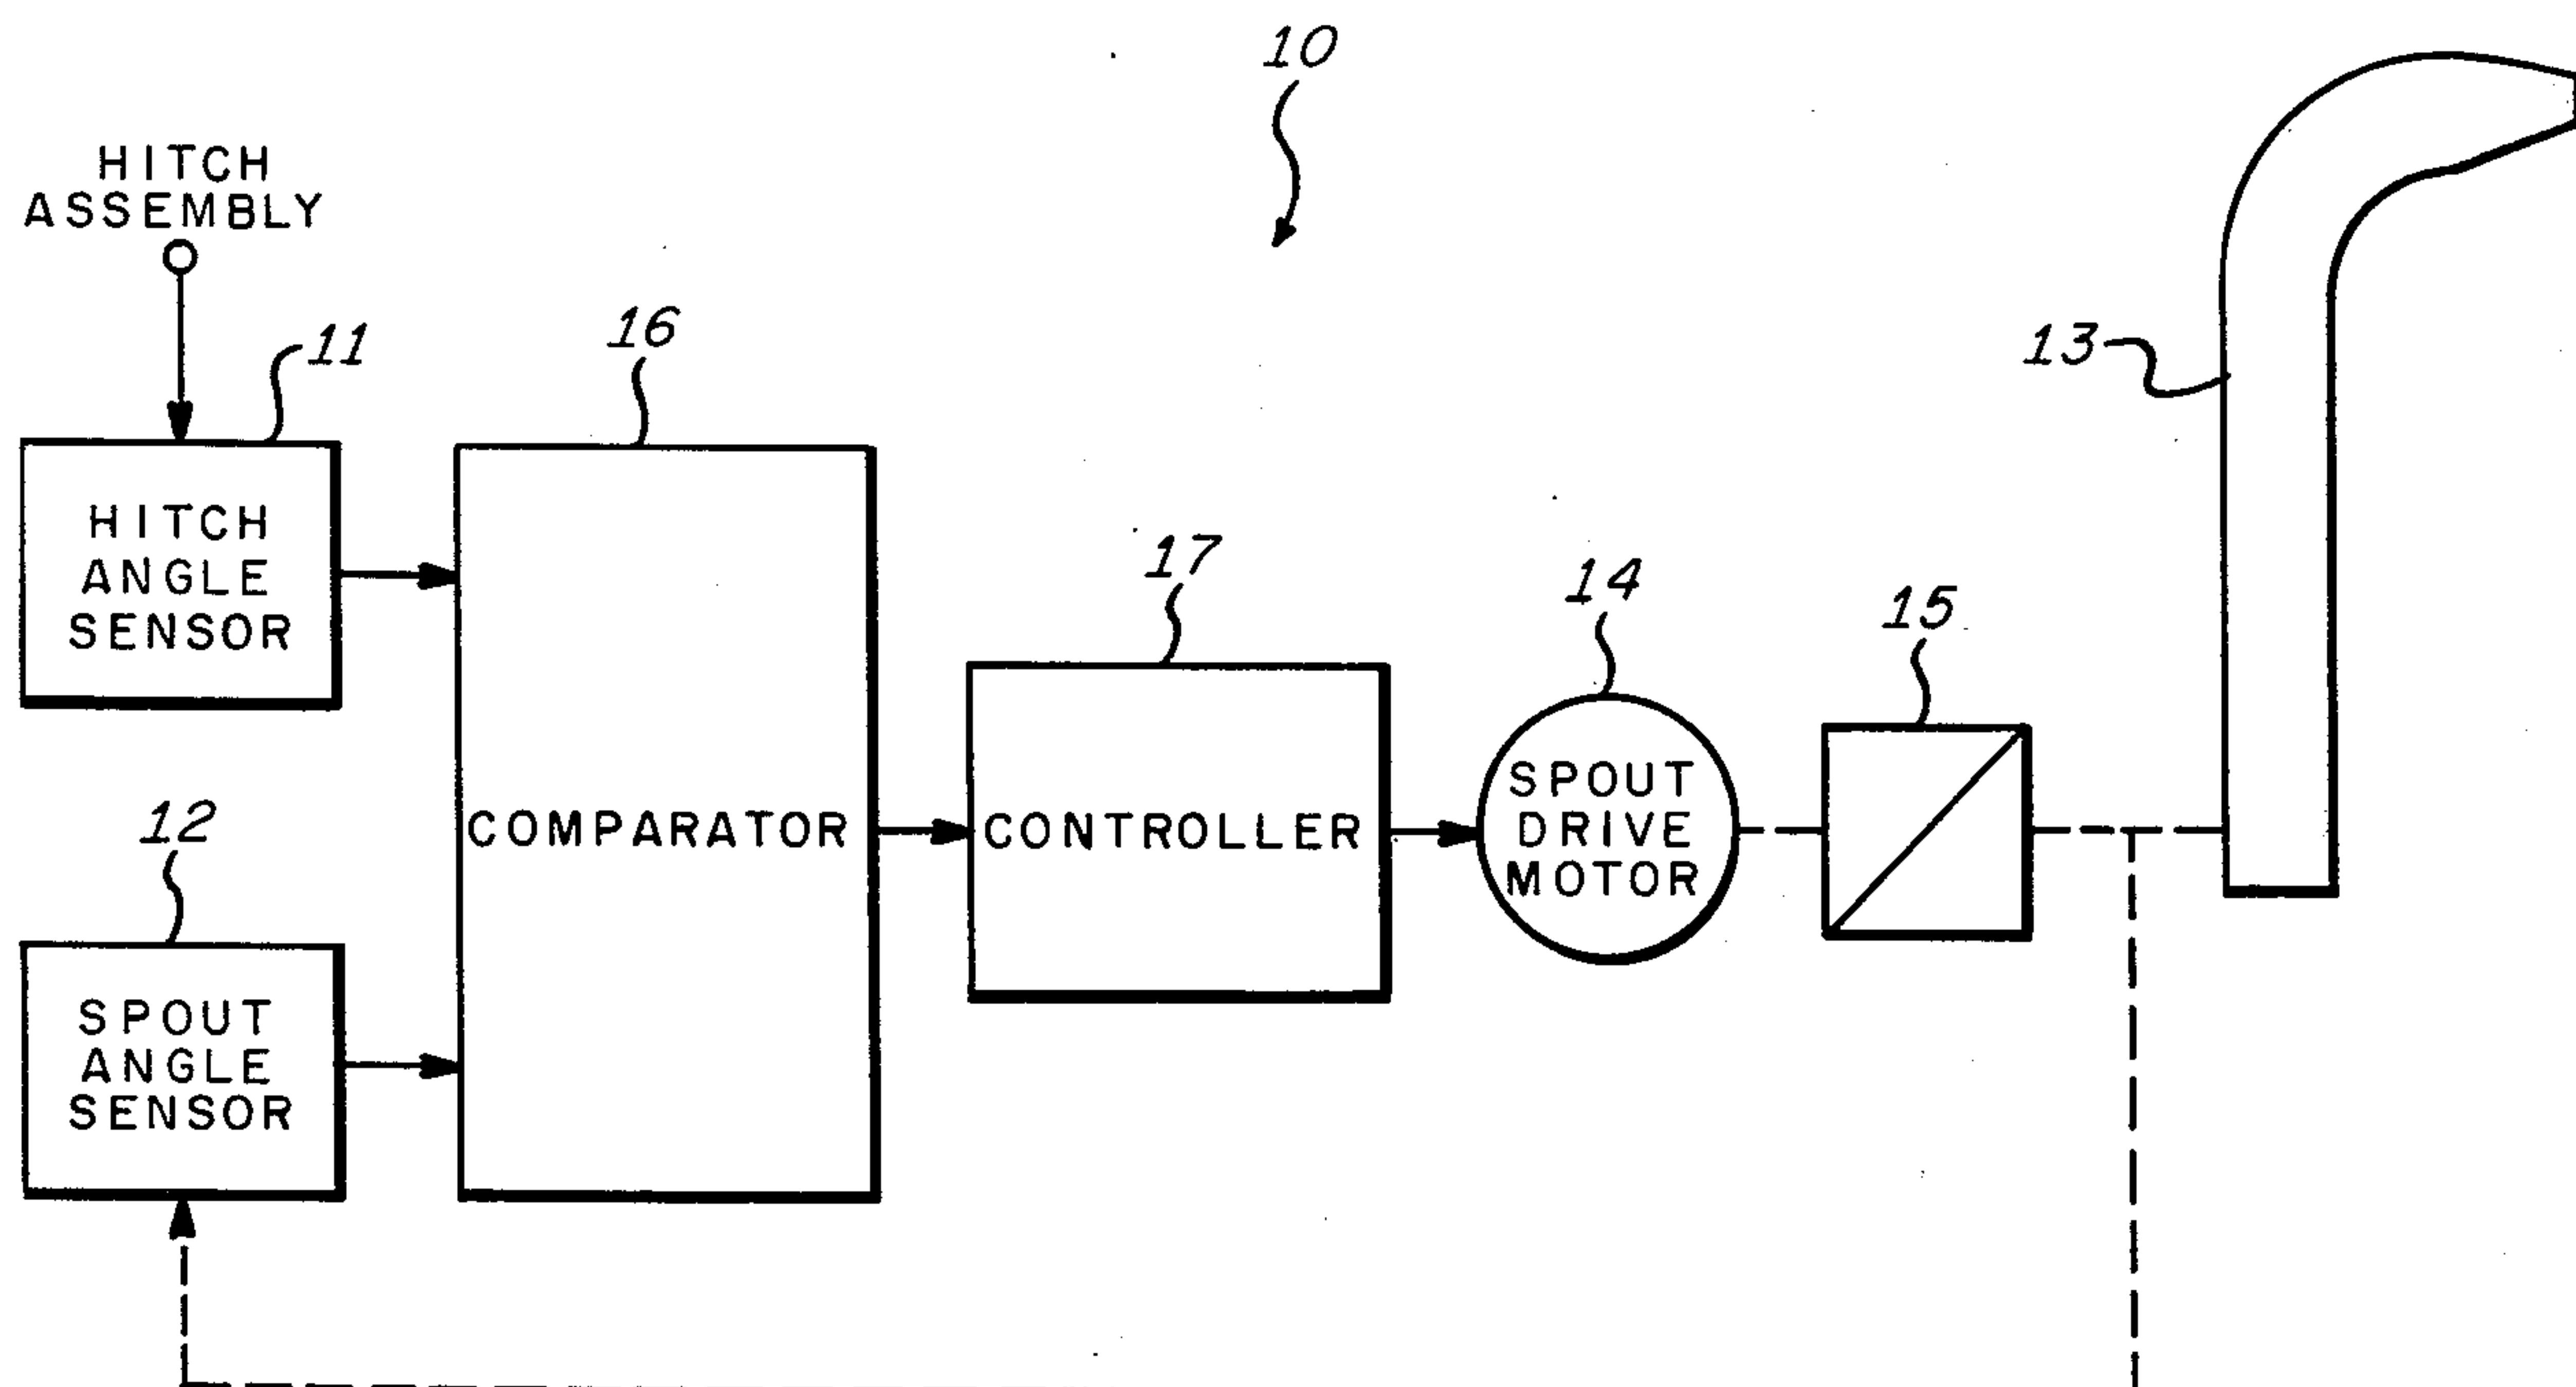 10
HITCH
ASSEMBLY
11
16
13
HITCH
ANGLE
SENSOR
17
14
15
12
SPOUT
DRIVE
MOTOR
COMPARATOR
CONTROLLER
SPOUT
ANGLE
SENSOR